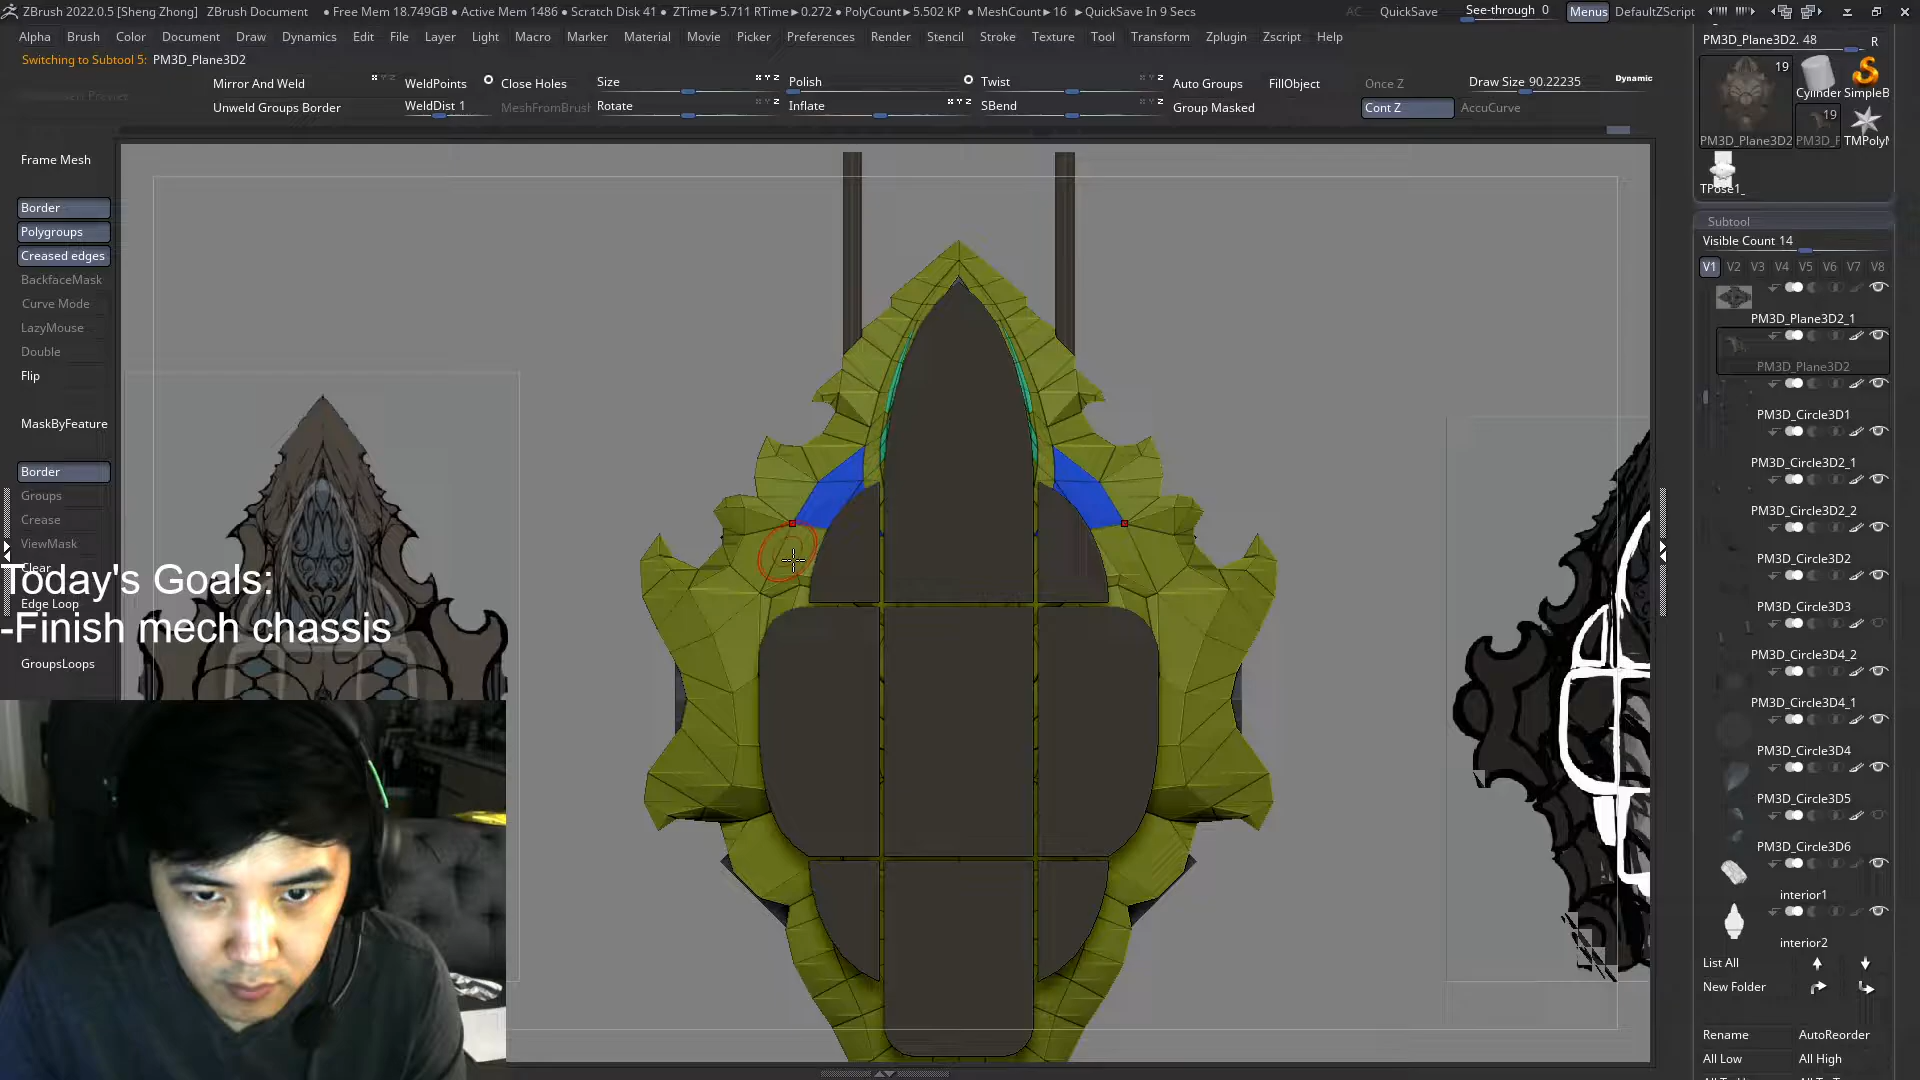 ZBrush 2022.0.5 [Sheng Zhong] ZBrush Document ● Free Mem 18.749GB ● Active Mem 1486 ● Scratch Disk 41 ● ZTime►5.711 RTime►0.272 ● PolyCount►5.502 KP ● MeshCount►16 ►QuickSave In 9 Secs AC QuickSave See-through 0 Menus DefaultZScript
Alpha Brush Color Document Draw Dynamics Edit File Layer Light Macro Marker Material Movie Picker Preferences Render Stencil Stroke Texture Tool Transform Zplugin Zscript Help
Switching to Subtool 5: PM3D_Plane3D2
Mirror And Weld
WeldPoints
Close Holes
Size
Polish
Twist
Auto Groups
FillObject
Once Z
Draw Size 90.22235
Dynamic
Unweld Groups Border
WeldDist 1
MeshFromBrush
Rotate
Inflate
SBend
Group Masked
Cont Z
AccuCurve
Frame Mesh
Border
Polygroups
Creased edges
BackfaceMask
Curve Mode
LazyMouse
Double
Flip
MaskByFeature
Border
Groups
Crease
ViewMask
Clear
Today's Goals:
Edge Loop
-Finish mech chassis
GroupsLoops
PM3D_Plane3D2. 48
R
19
Cylinder
SimpleB
19
PM3D_Plane3D2
PM3D_P
TMPolyM
TPose1_
Subtool
Visible Count 14
V1 V2 V3 V4 V5 V6 V7 V8
PM3D_Plane3D2_1
PM3D_Plane3D2
PM3D_Circle3D1
PM3D_Circle3D2_1
PM3D_Circle3D2_2
PM3D_Circle3D2
PM3D_Circle3D3
PM3D_Circle3D4_2
PM3D_Circle3D4_1
PM3D_Circle3D4
PM3D_Circle3D5
PM3D_Circle3D6
interior1
interior2
List All
New Folder
Rename
AutoReorder
All Low
All High